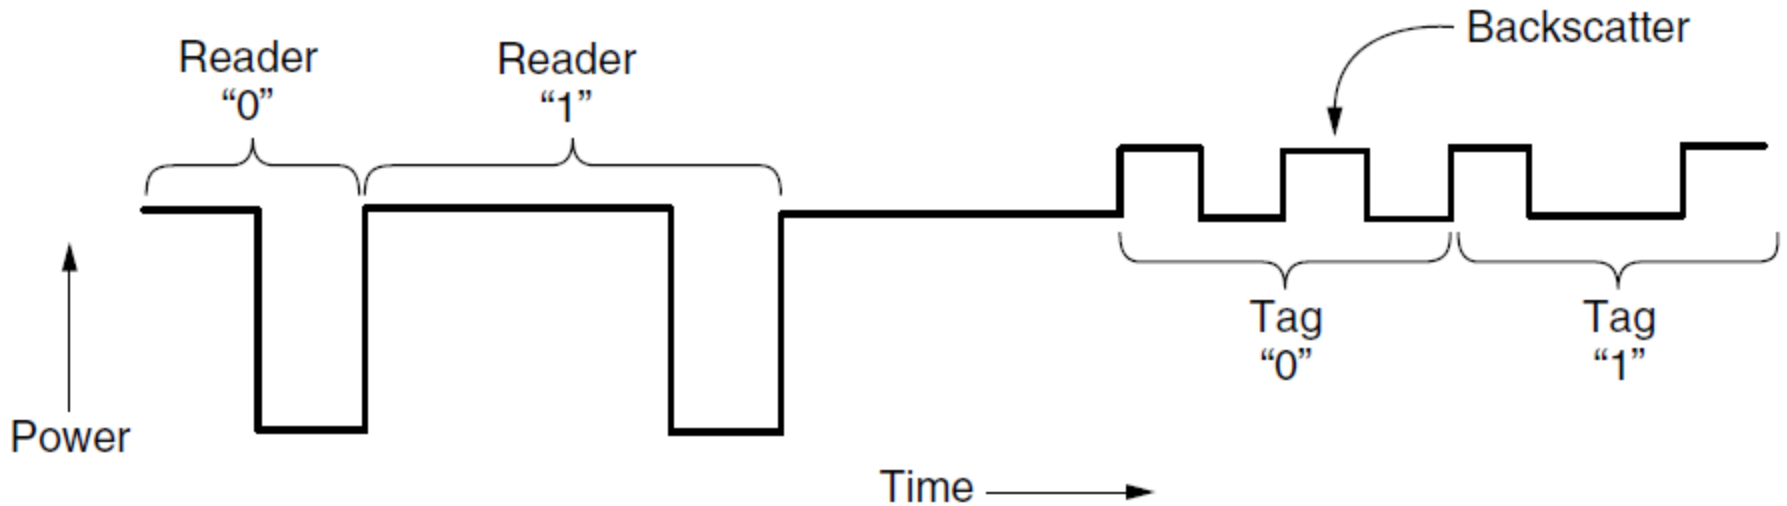 Backscatter
Reader
“0”
Reader
“1”
Tag
“0”
Tag
“1”
Power
Time